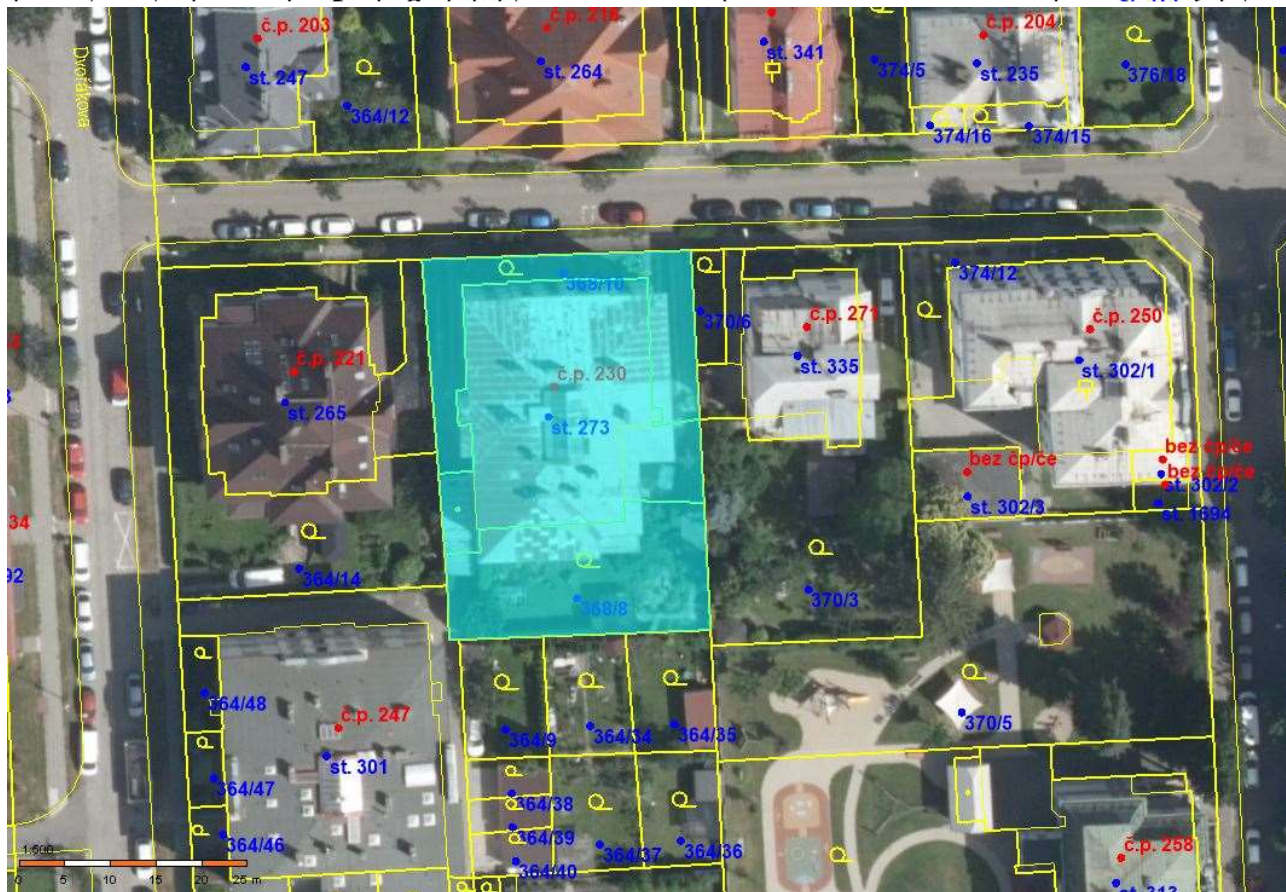 č.p. 203
č.p. 216
č.p. 204
st. 247
st. 264
st. 341
374/5
st. 235
376/18
Dvořákova
364/12
374/16
374/15
368/10
374/12
370/6
č.p. 271
č.p. 250
č.p. 221
st. 335
st. 302/1
č.p. 230
st. 265
st. 273
bez čp/če
bez čp/če
st. 302/2
st. 302/3
st. 1694
34
92
364/14
368/8
370/3
364/48
č.p. 247
364/9
364/34
364/35
370/5
st. 301
364/47
364/38
364/39
364/46
364/40
364/37
364/36
č.p. 258
1:500
0 5 10 15 20 25 m